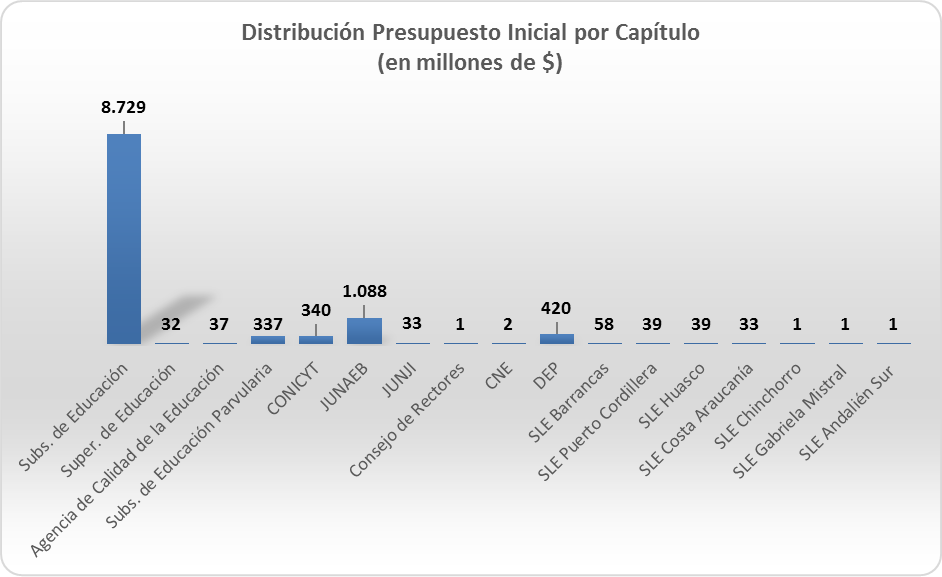 Distribución Presupuesto Inicial por Capítulo
(en millones de $)
8.729
32
37
337
340
1.088
33
1
2
420
58
39
39
33
1
1
1
Subs. de Educación
Super. de Educación
Agencia de Calidad de la Educación
Subs. de Educación Parvularia
CONICYT
JUNAEB
JUNJI
Consejo de Rectores
CNE
DEP
SLE Barrancas
SLE Puerto Cordillera
SLE Huasco
SLE Costa Araucanía
SLE Chinchorro
SLE Gabriela Mistral
SLE Andalién Sur